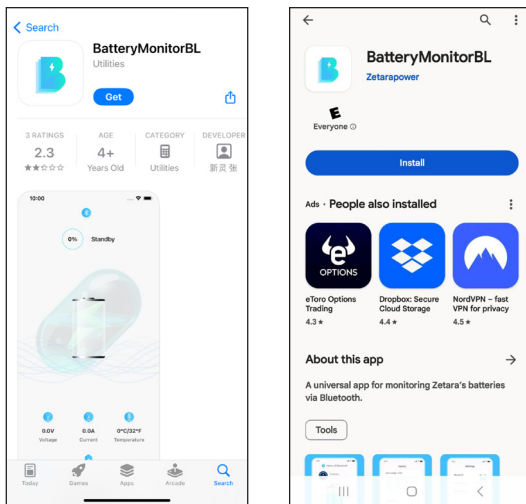 Search
BatteryMonitorBL
Utilities
Get
3 RATINGS
2.3
AGE
4+
Years Old
CATEGORY
Utilities
DEVELOPER
新灵 张
10:00
0%
Standby
0.0V
Voltage
0.0A
Current
0°C/32°F
Temperature
Today
Games
Apps
Arcade
Search
BatteryMonitorBL
Zetarapower
E
Everyone
Install
Ads · People also installed
e
OPTIONS
eToro Options
Trading
4.3 ★
Dropbox: Secure
Cloud Storage
4.4 ★
NordVPN – fast
VPN for privacy
4.5 ★
About this app
A universal app for monitoring Zetara's batteries
via Bluetooth.
Tools